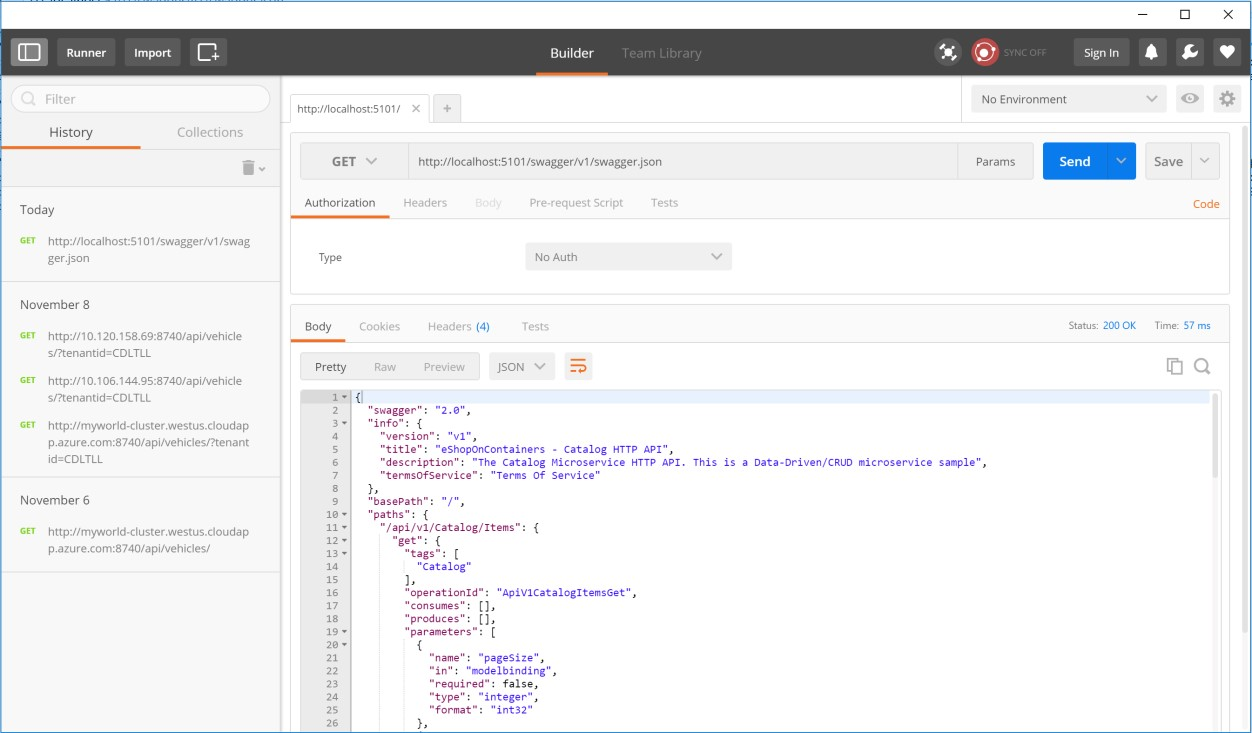 Runner Import Builder Team Library SYNC OFF Sign In
Filter
History Collections
Today
GET http://localhost:5101/swagger/v1/swag
ger.json
November 8
GET http://10.120.158.69:8740/api/vehicle
s/?tenantid=CDLTLL
GET http://10.106.144.95:8740/api/vehicle
s/?tenantid=CDLTLL
GET http://myworld-cluster.westus.cloudap
p.azure.com:8740/api/vehicles/?tenant
id=CDLTLL
November 6
GET http://myworld-cluster.westus.cloudap
p.azure.com:8740/api/vehicles/
http://localhost:5101/ No Environment
GET http://localhost:5101/swagger/v1/swagger.json Params Send Save
Authorization Headers Body Pre-request Script Tests Code
Type No Auth
Body Cookies Headers (4) Tests Status: 200 OK Time: 57 ms
Pretty Raw Preview JSON
1 {
2 "swagger": "2.0",
3 "info": {
4 "version": "v1",
5 "title": "eShopOnContainers - Catalog HTTP API",
6 "description": "The Catalog Microservice HTTP API. This is a Data-Driven/CRUD microservice sample",
7 "termsOfService": "Terms Of Service"
8 },
9 "basePath": "/",
10 "paths": {
11 "/api/v1/Catalog/Items": {
12 "get": {
13 "tags": [
14 "Catalog"
15 ],
16 "operationId": "ApiV1CatalogItemsGet",
17 "consumes": [],
18 "produces": [],
19 "parameters": [
20 {
21 "name": "pageSize",
22 "in": "modelbinding",
23 "required": false,
24 "type": "integer",
25 "format": "int32"
26 },